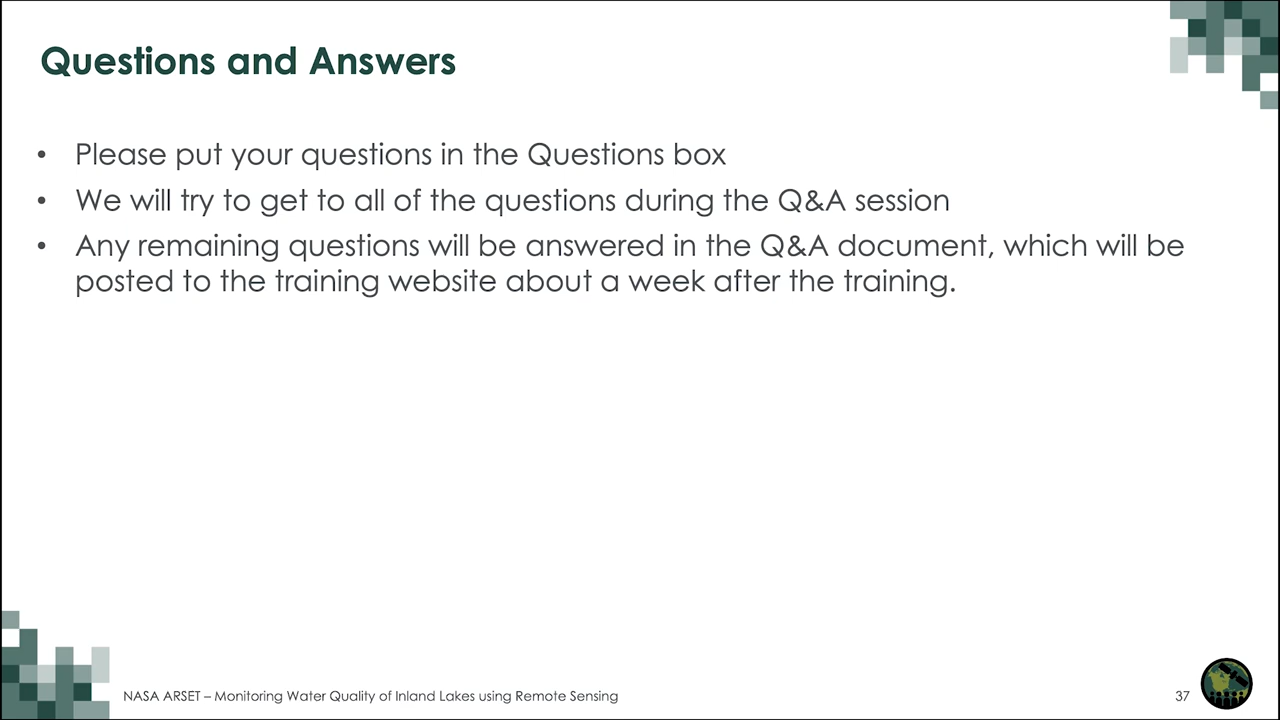 Questions and Answers
• Please put your questions in the Questions box
• We will try to get to all of the questions during the Q&A session
• Any remaining questions will be answered in the Q&A document, which will be
posted to the training website about a week after the training.
NASA ARSET – Monitoring Water Quality of Inland Lakes using Remote Sensing
37